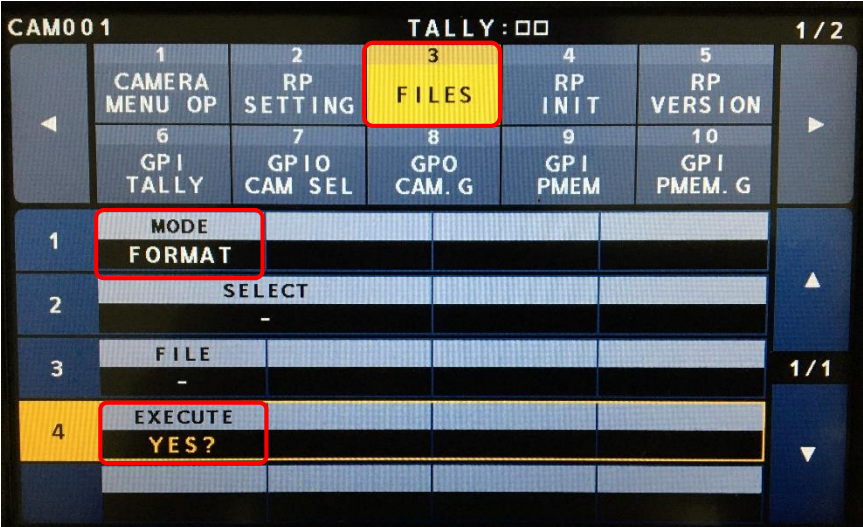 CAM001 TALLY:□□ 1/2
1 2 3 4 5
CAMERA RP FILES RP RP
MENU OP SETTING INIT VERSION
6 7 8 9 10
GPI GPIO GPO GPI GPI
TALLY CAM SEL CAM.G PMEM PMEM.G
1 MODE
FORMAT
2 SELECT
-
3 FILE
-
1/1
4 EXECUTE
YES?